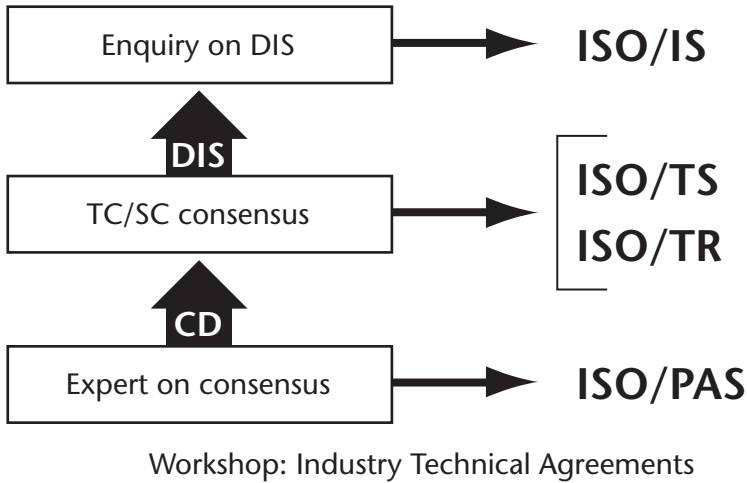 Enquiry on DIS
ISO/IS
DIS
TC/SC consensus
ISO/TS
ISO/TR
CD
Expert on consensus
ISO/PAS
Workshop: Industry Technical Agreements